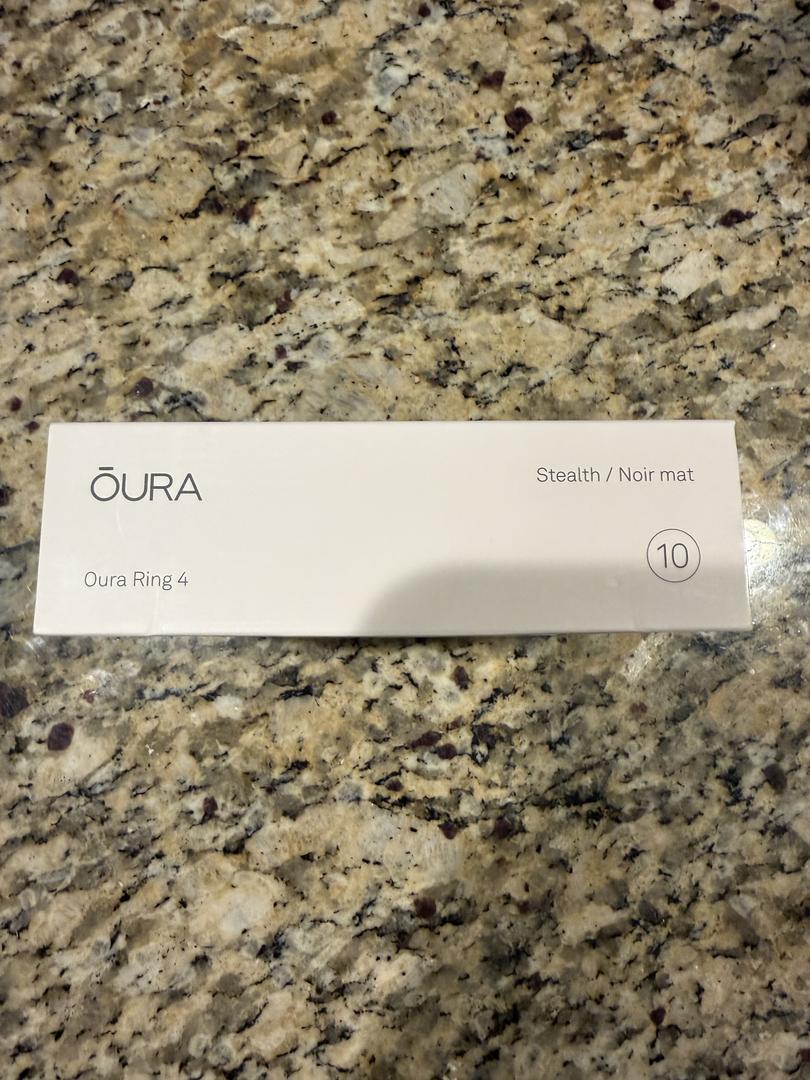 ŌURA
Stealth / Noir mat
Oura Ring 4
10